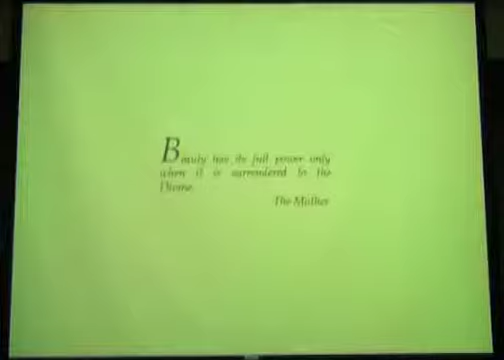 Beauty has its full power only
when it is surrendered to the
Divine.
The Mother